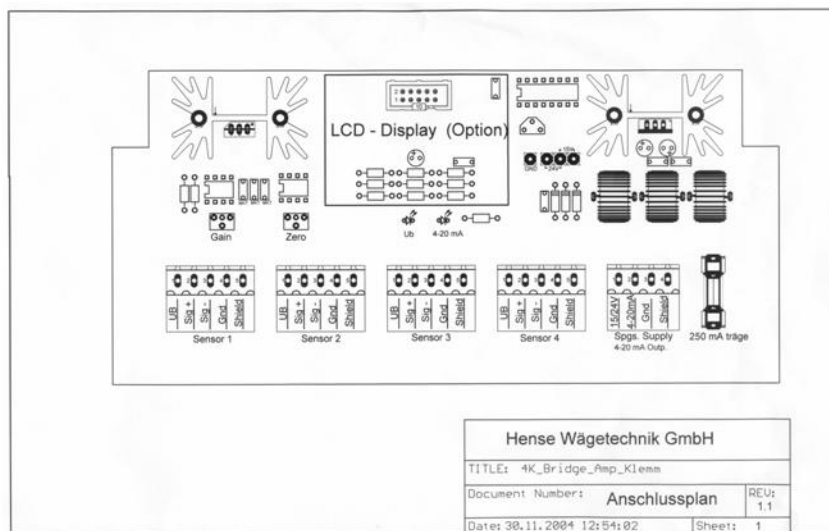 LCD - Display (Option)
2
1
GND
+15V
24V
Gain
Zero
Ub
4-20 mA
UB
Sig +
Sig -
Gnd
Shield
Sensor 1
UB
Sig +
Sig -
Gnd
Shield
Sensor 2
UB
Sig +
Sig -
Gnd
Shield
Sensor 3
UB
Sig +
Sig -
Gnd
Shield
Sensor 4
15/24V
4-20mA
Gnd
Shield
Spgs. Supply
4-20 mA Outp.
250 mA träge
Hense Wägetechnik GmbH
TITLE: 4K_Bridge_Amp_Klemm
Document Number: Anschlussplan
REV:
1.1
Date: 30.11.2004 12:54:02
Sheet: 1